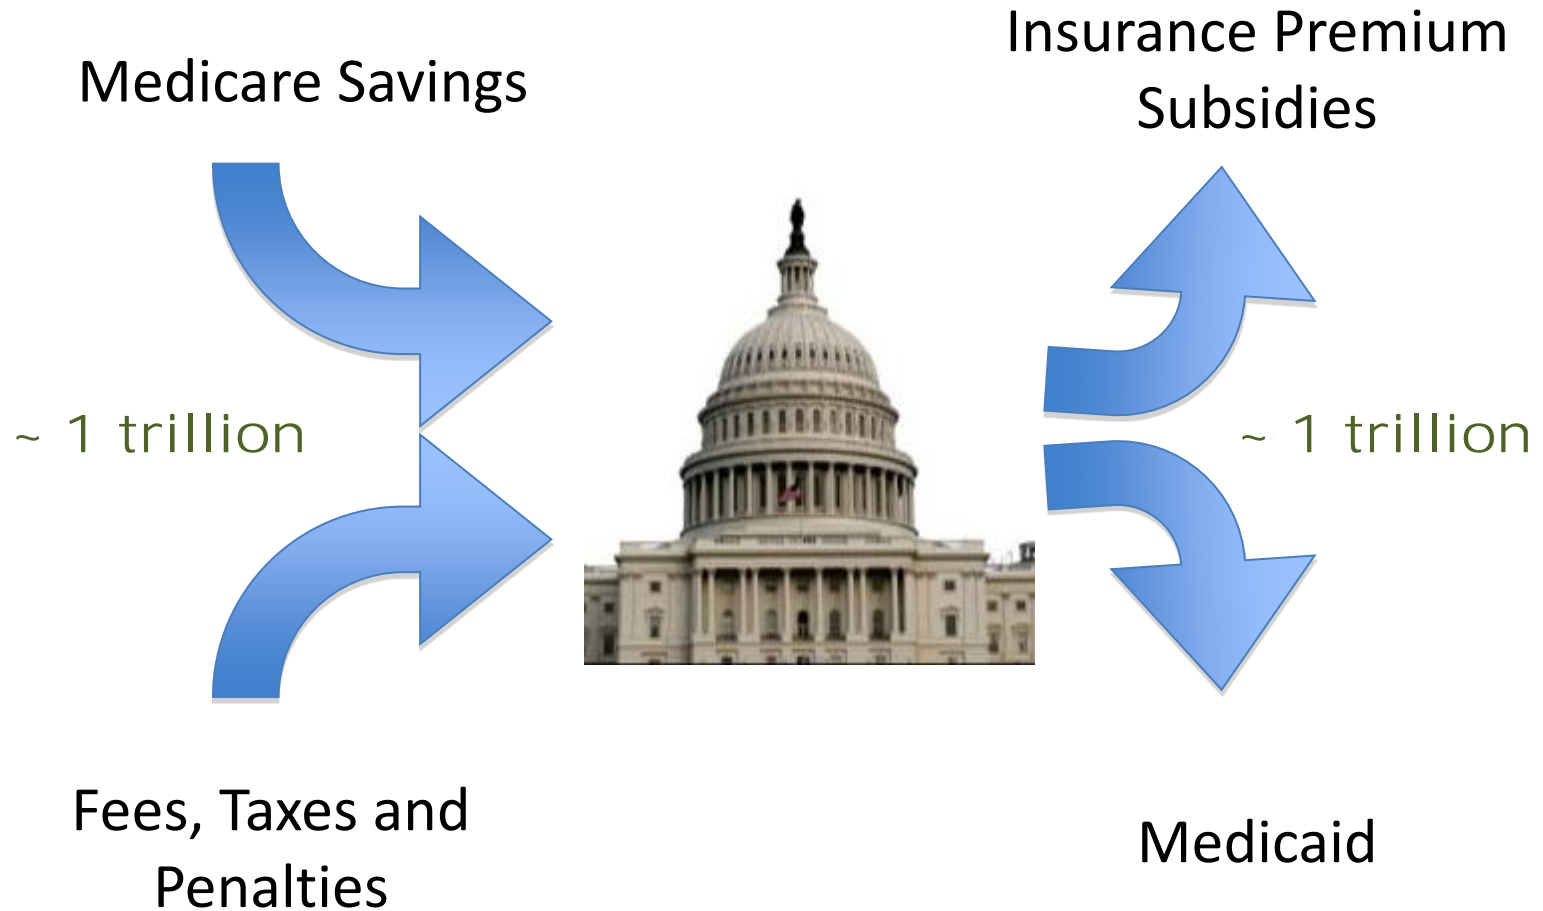 Medicare Savings
Insurance Premium
Subsidies
~ 1 trillion
~ 1 trillion
Fees, Taxes and
Penalties
Medicaid